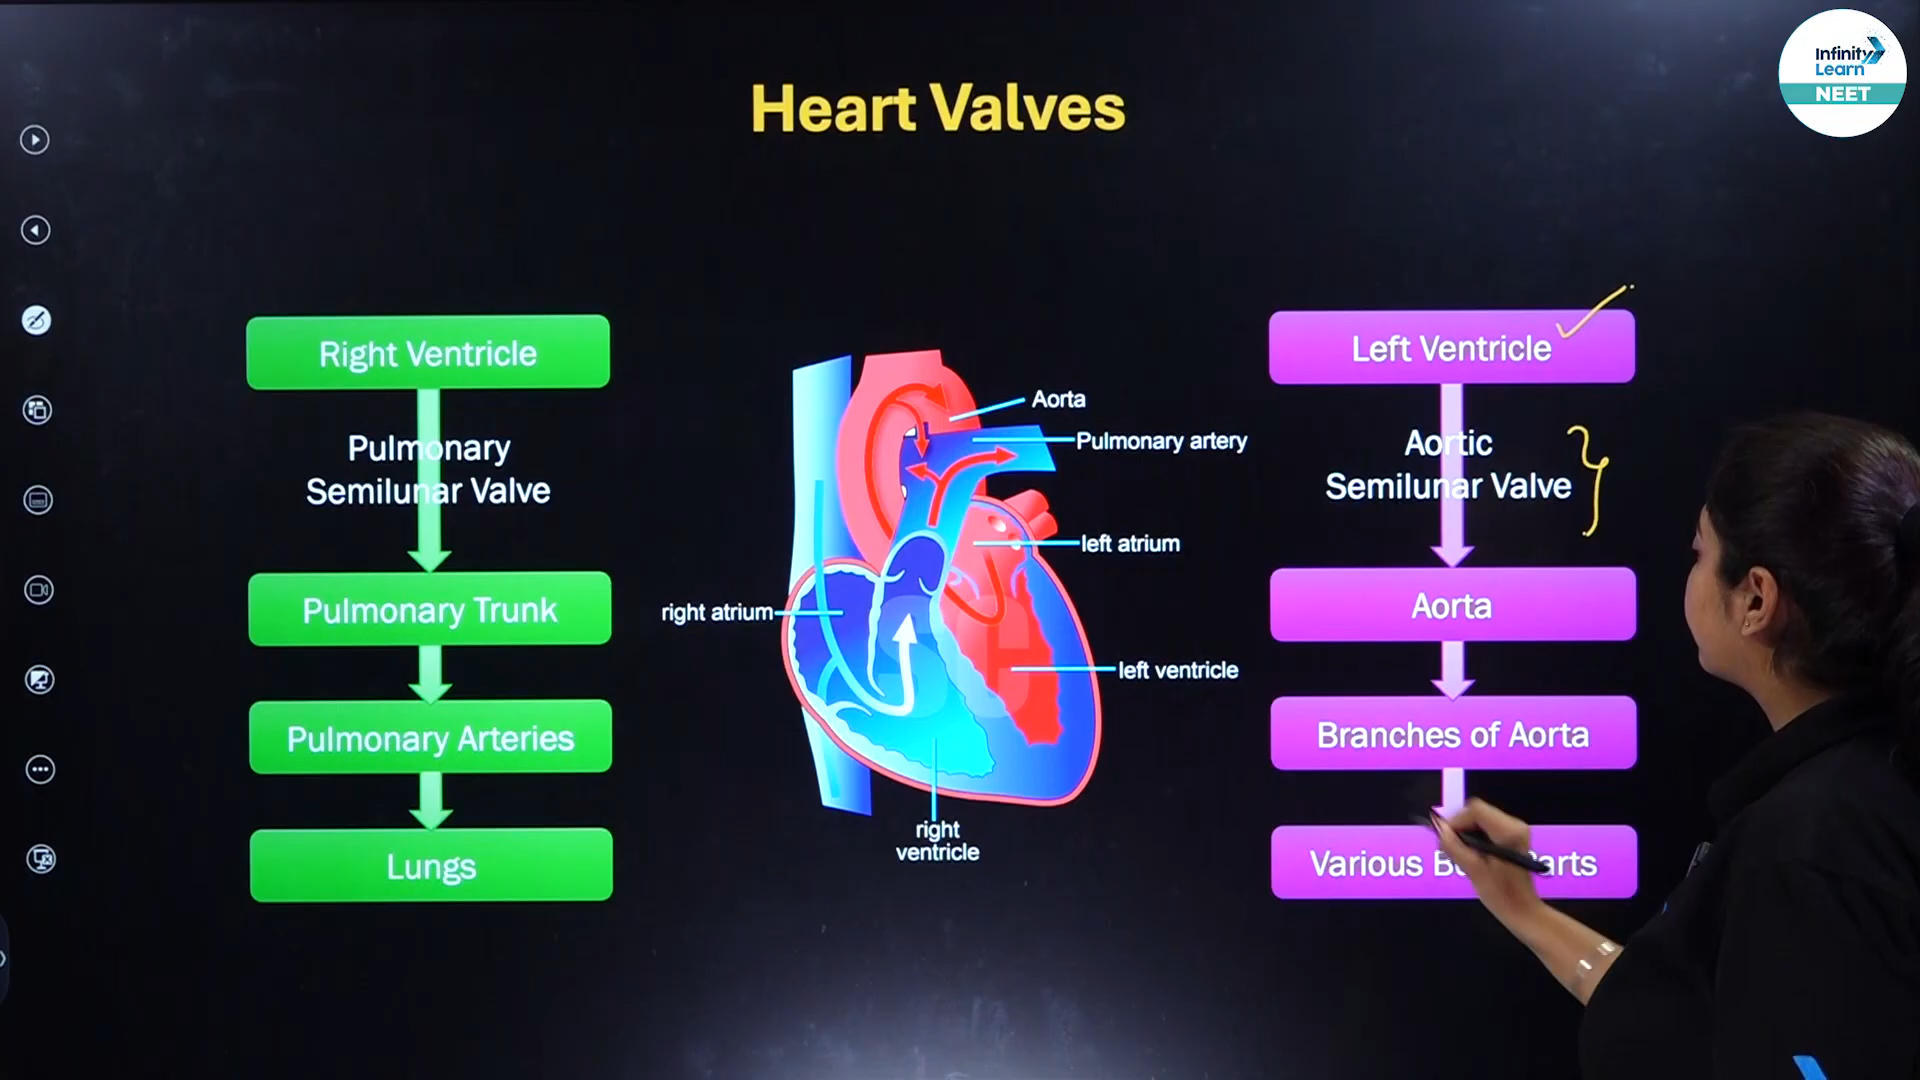 Infinity
Learn
NEET
Heart Valves
Right Ventricle
Pulmonary
Semilunar Valve
Pulmonary Trunk
Pulmonary Arteries
Lungs
Aorta
Pulmonary artery
left atrium
right atrium
left ventricle
right
ventricle
Left Ventricle
Aortic
Semilunar Valve
Aorta
Branches of Aorta
Various